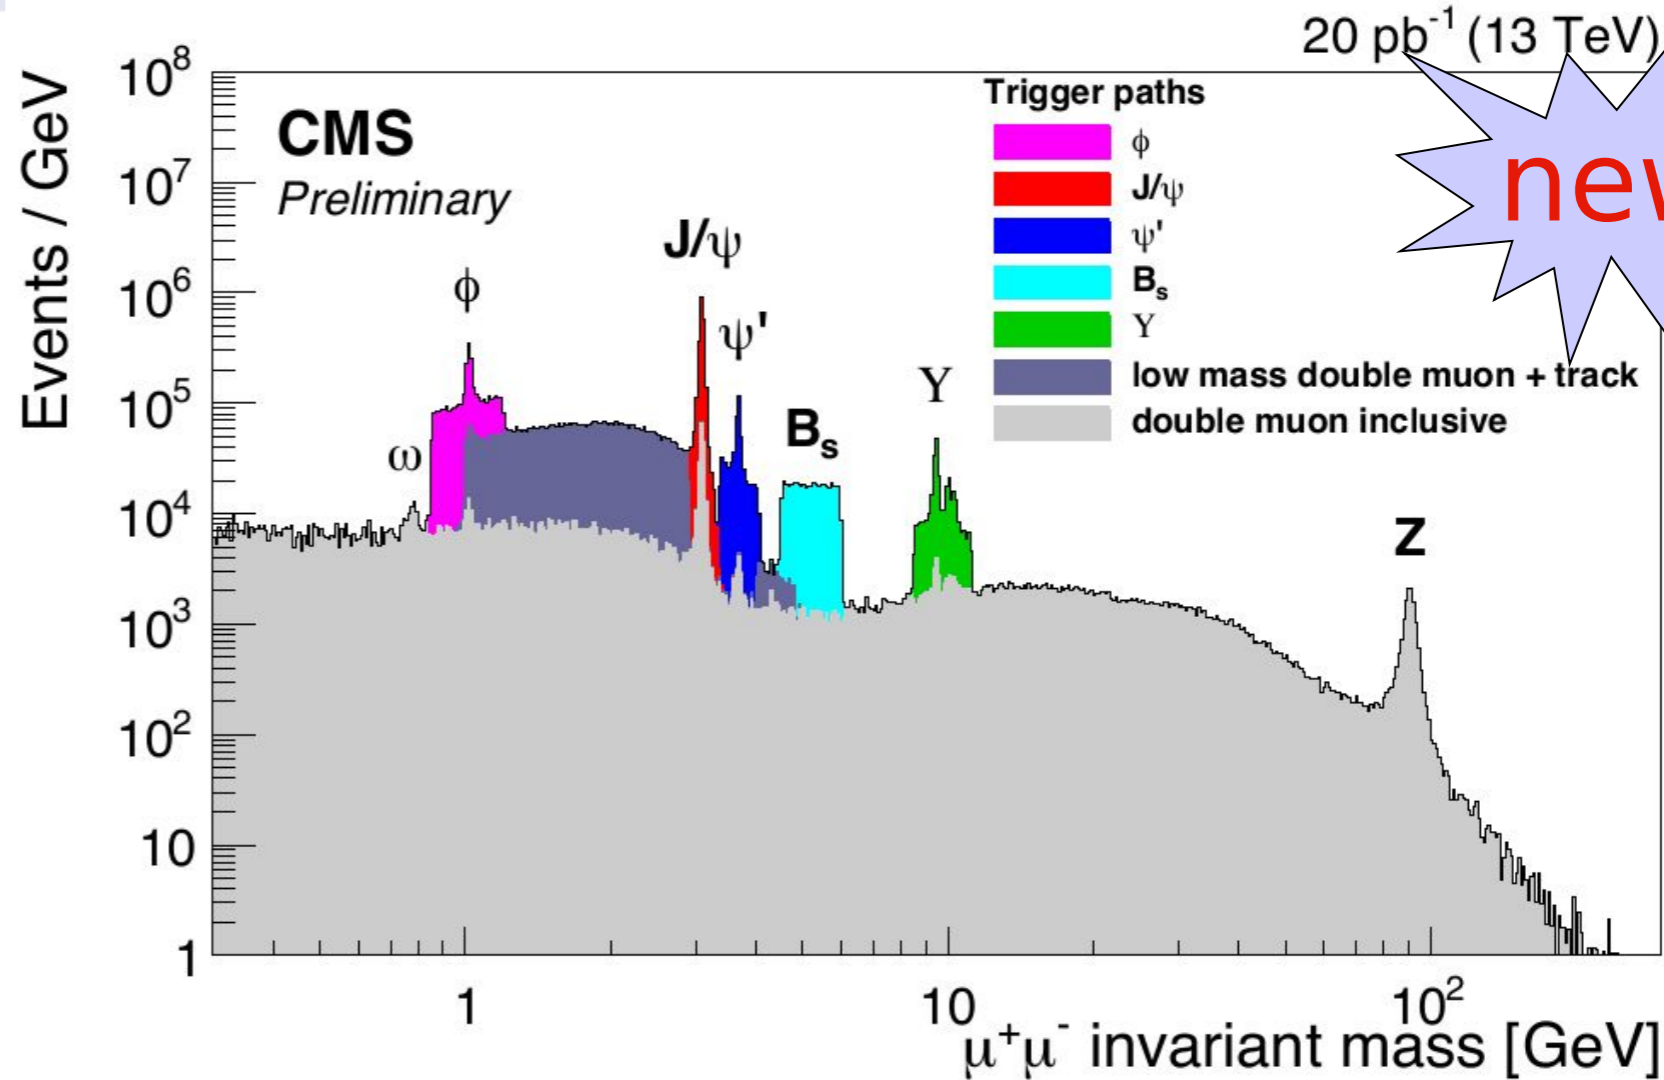 20 pb⁻¹ (13 TeV)
Events / GeV
10⁸
10⁷
10⁶
10⁵
10⁴
10³
10²
10
1
CMS
Preliminary
Trigger paths
ϕ
J/ψ
ψ'
Bₛ
Υ
low mass double muon + track
double muon inclusive
ω
ϕ
J/ψ
ψ'
Bₛ
Υ
Z
1
10
10²
μ⁺μ⁻ invariant mass [GeV]